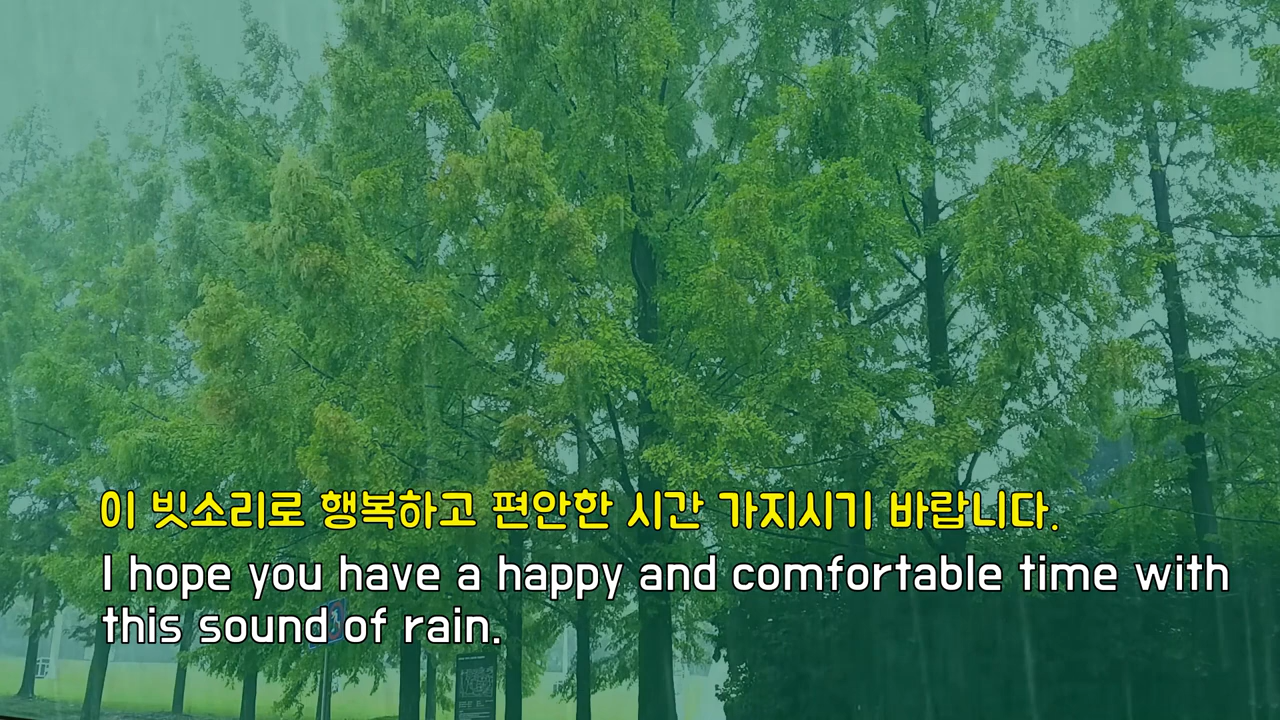 이 빗소리로 행복하고 편안한 시간 가지시기 바랍니다.
I hope you have a happy and comfortable time with
this sound of rain.